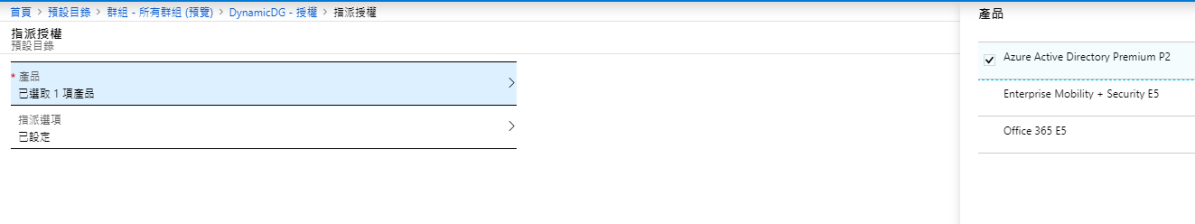 首頁 > 預設目錄 > 群組 - 所有群組 (預覽) > DynamicDG - 授權 > 指派授權
指派授權
預設目錄
* 產品
已選取 1 項產品
指派選項
已設定
產品
Azure Active Directory Premium P2
Enterprise Mobility + Security E5
Office 365 E5